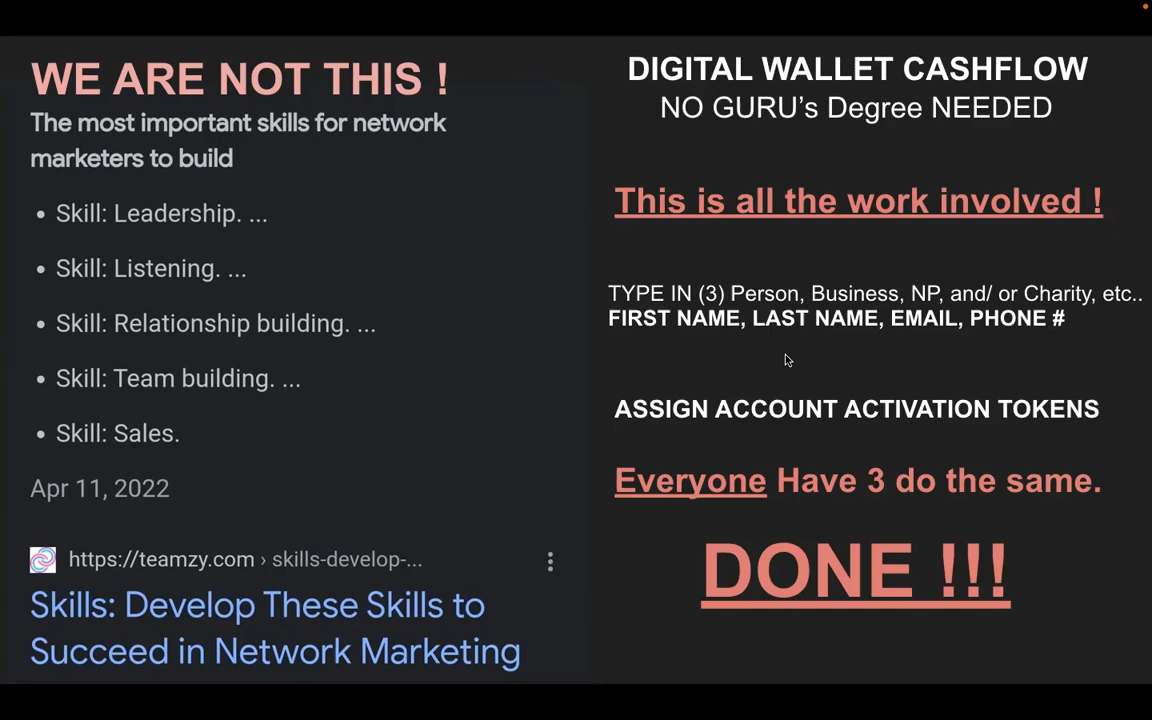 WE ARE NOT THIS !
The most important skills for network
marketers to build
• Skill: Leadership. ...
• Skill: Listening. ...
• Skill: Relationship building. ...
• Skill: Team building. ...
• Skill: Sales.
Apr 11, 2022
https://teamzy.com › skills-develop-...
Skills: Develop These Skills to
Succeed in Network Marketing
DIGITAL WALLET CASHFLOW
NO GURU’s Degree NEEDED
This is all the work involved !
TYPE IN (3) Person, Business, NP, and/ or Charity, etc..
FIRST NAME, LAST NAME, EMAIL, PHONE #
ASSIGN ACCOUNT ACTIVATION TOKENS
Everyone Have 3 do the same.
DONE !!!